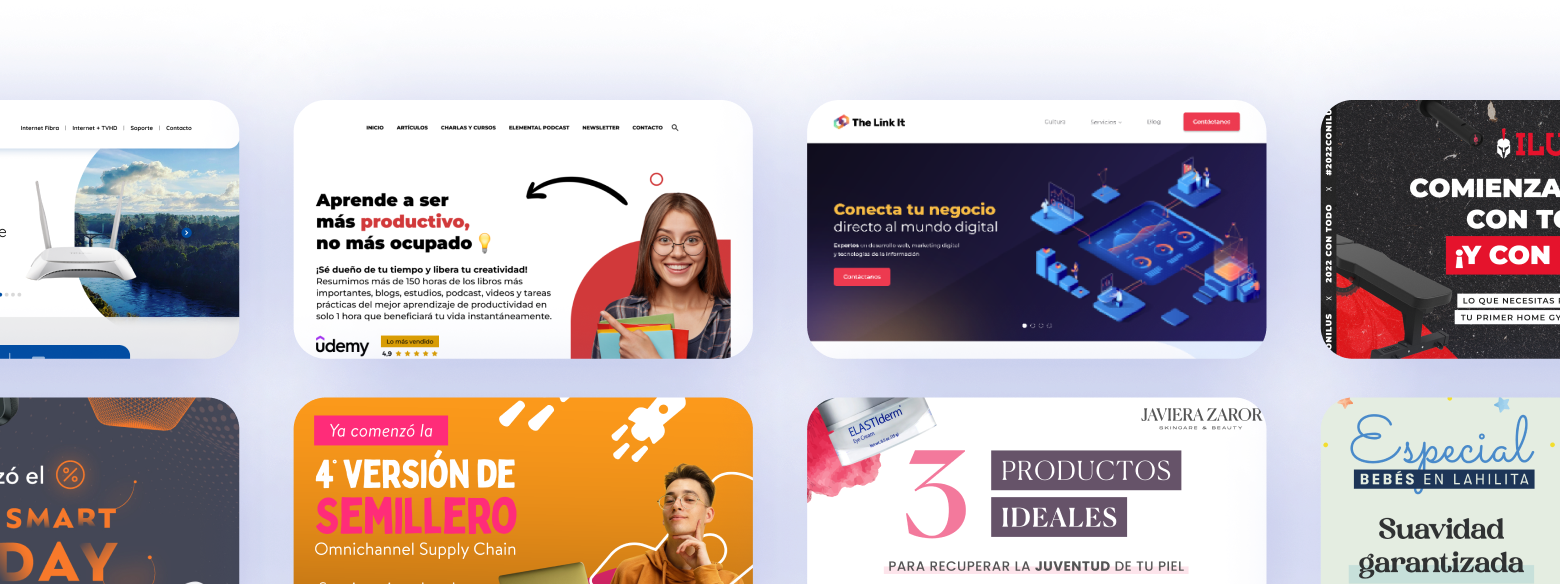 Internet Fibra | Internet + TVHD | Soporte | Contacto
INICIO ARTÍCULOS CHARLAS Y CURSOS ELEMENTAL PODCAST NEWSLETTER CONTACTO
Aprende a ser
más productivo,
no más ocupado
¡Sé dueño de tu tiempo y libera tu creatividad!
Resumimos más de 150 horas de los libros más
importantes, blogs, estudios, podcast, videos y tareas
prácticas del mejor aprendizaje de productividad en
solo 1 hora que beneficiará tu vida instantáneamente.
udemy
Lo más vendido
4,9
The Link It
Cultura Servicios Blog Contáctanos
Conecta tu negocio
directo al mundo digital
Expertos en desarrollo web, marketing digital
y tecnologías de la información
Contáctanos
2022 CON TODO X
COMIENZA
CON
¡Y CON
LO QUE NECESITAS
TU PRIMER HOME
zó el %
SMART
DAY
Ya comenzó la
4° VERSIÓN DE
SEMILLERO
Omnichannel Supply Chain
ELASTIderm
Eye Cream
JAVIERA ZAROR
SKINCARE & BEAUTY
3 PRODUCTOS
IDEALES
PARA RECUPERAR LA JUVENTUD DE TU PIEL
Especial
BEBÉS EN LAHILITA
Suavidad
garantizada